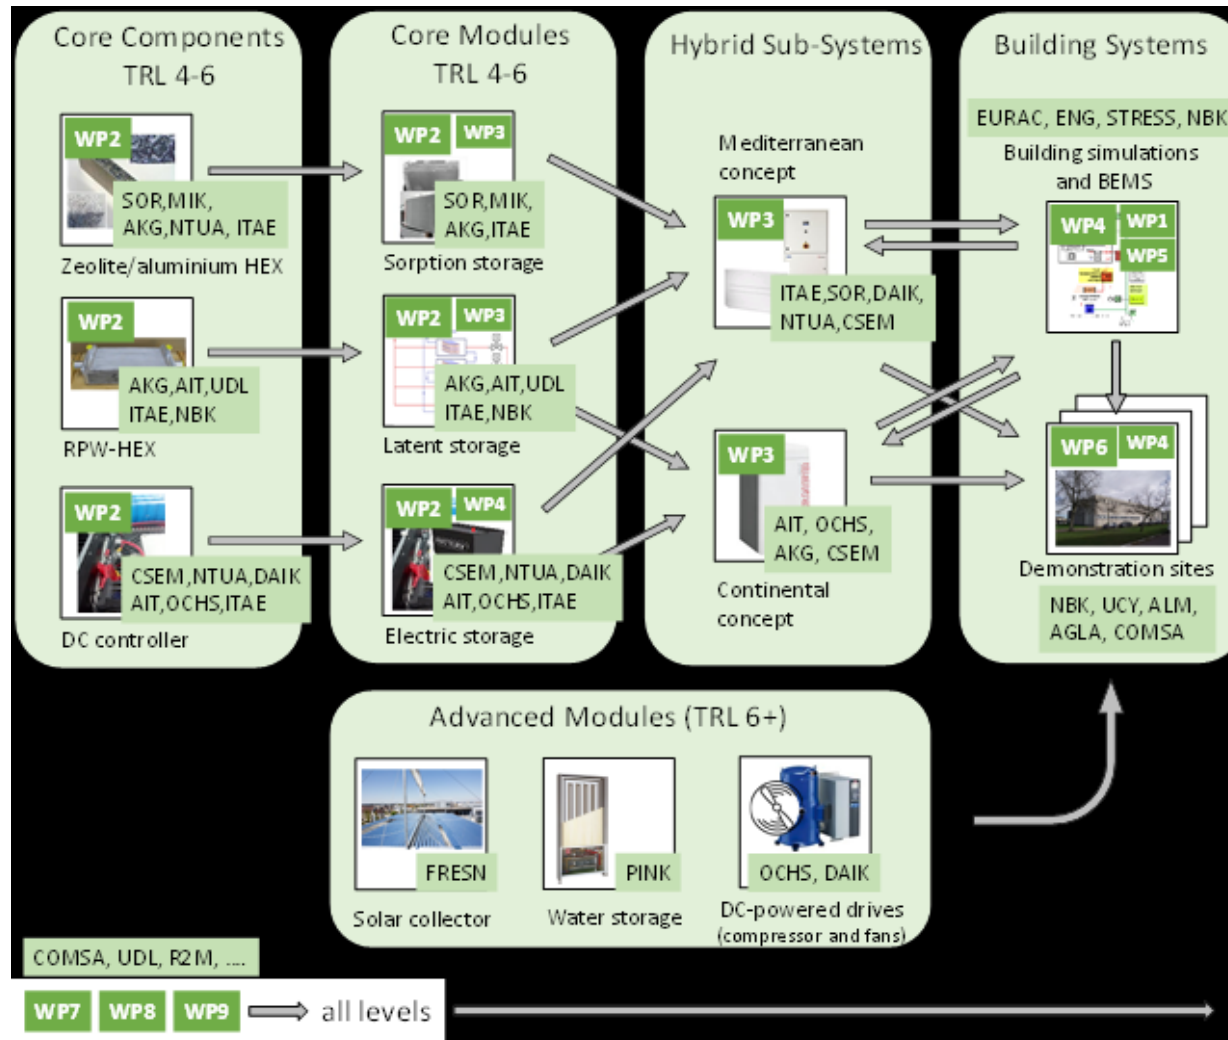 Core Components
TRL 4-6
WP2
SOR,MIK,
AKG,NTUA, ITAE
Zeolite/aluminium HEX
WP2
AKG,AIT,UDL
ITAE,NBK
RPW-HEX
WP2
CSEM,NTUA,DAIK
AIT,OCHS,ITAE
DC controller
Core Modules
TRL 4-6
WP2 WP3
SOR,MIK,
AKG,ITAE
Sorption storage
WP2 WP3
AKG,AIT,UDL
ITAE,NBK
Latent storage
WP2 WP4
CSEM,NTUA,DAIK
AIT,OCHS,ITAE
Electric storage
Hybrid Sub-Systems
Mediterranean
concept
WP3
ITAE,SOR,DAIK,
NTUA,CSEM
WP3
AIT, OCHS,
AKG, CSEM
Continental
concept
Building Systems
EURAC, ENG, STRESS, NBK
Building simulations
and BEMS
WP4 WP1
WP5
WP6 WP4
Demonstration sites
NBK, UCY, ALM,
AGLA, COMSA
Advanced Modules (TRL 6+)
FRESN
Solar collector
PINK
Water storage
OCHS, DAIK
DC-powered drives
(compressor and fans)
COMSA, UDL, R2M, ....
WP7 WP8 WP9 all levels